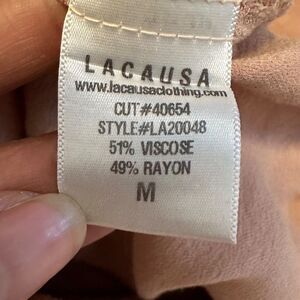 LACAUSA
www.lacausaclothing.com
CUT#40654
STYLE#LA20048
51% VISCOSE
49% RAYON
M